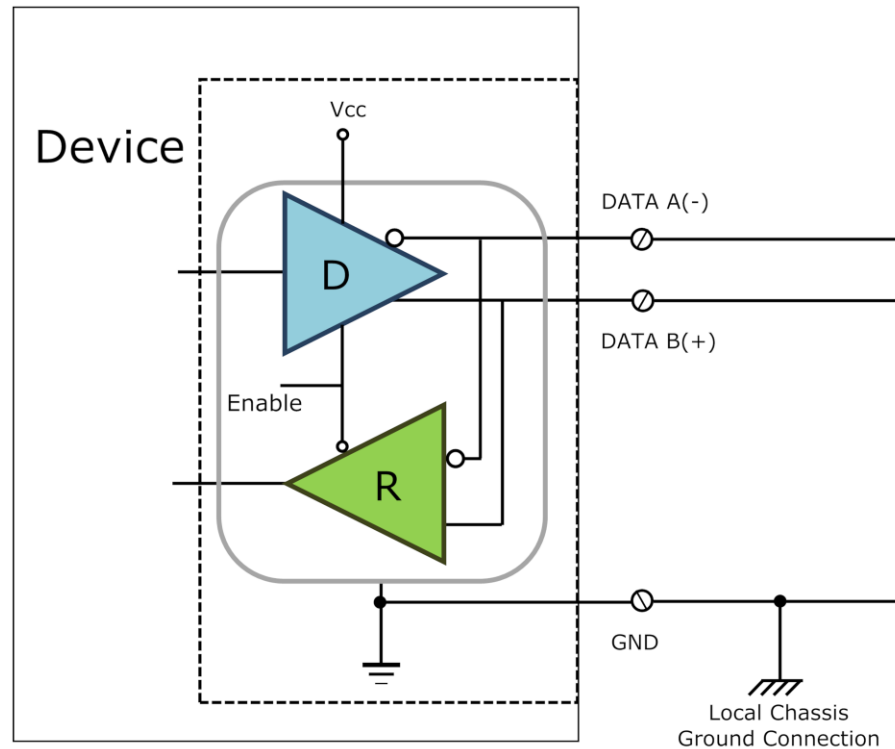 Vcc
Device
DATA A(-)
D
DATA B(+)
Enable
R
GND
Local Chassis
Ground Connection